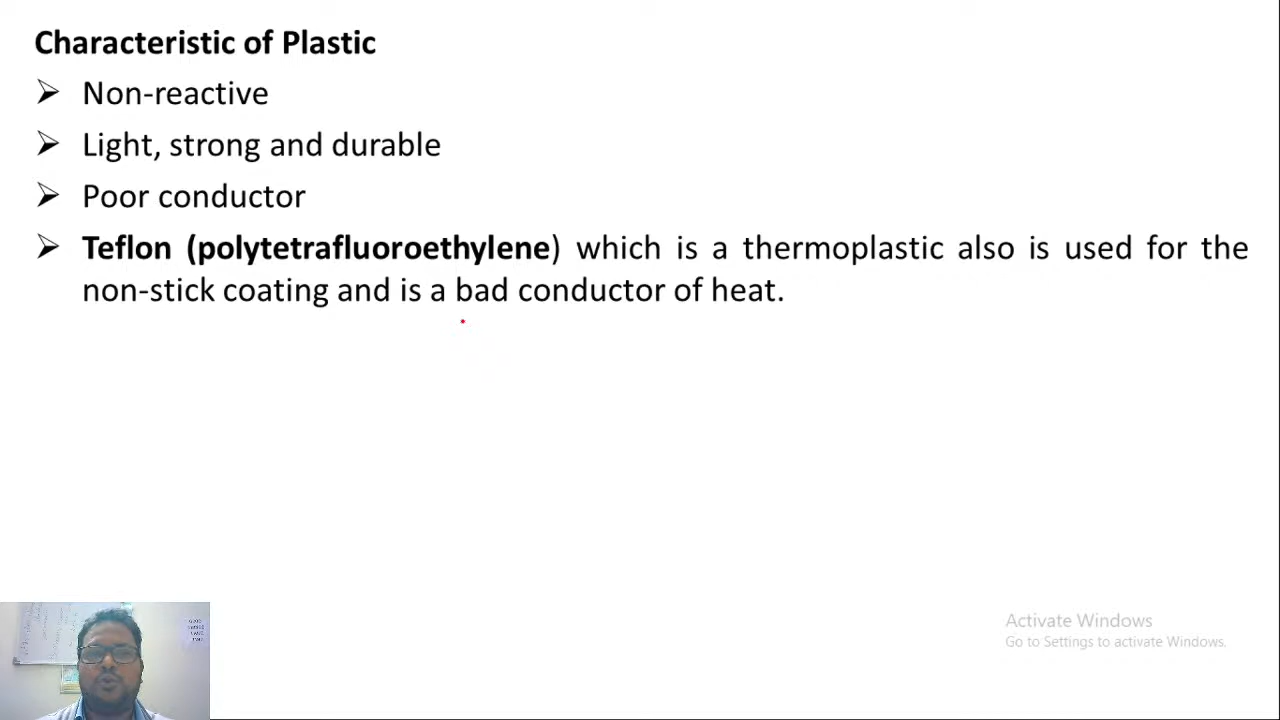 Characteristic of Plastic
➢ Non-reactive
➢ Light, strong and durable
➢ Poor conductor
➢ Teflon (polytetrafluoroethylene) which is a thermoplastic also is used for the
non-stick coating and is a bad conductor of heat.
Activate Windows
Go to Settings to activate Windows.